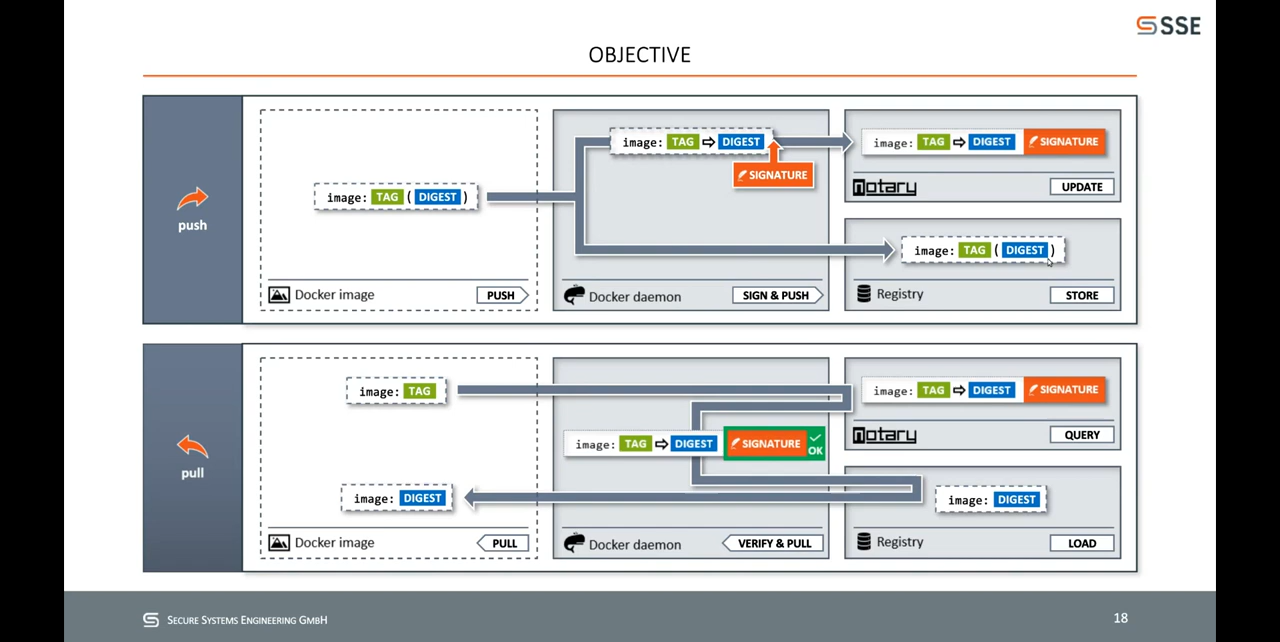 SSE
OBJECTIVE
push
image: TAG ( DIGEST )
Docker image
PUSH
image: TAG ⇨ DIGEST
SIGNATURE
Docker daemon
SIGN & PUSH
image: TAG ⇨ DIGEST SIGNATURE
notary
UPDATE
image: TAG ( DIGEST )
Registry
STORE
pull
image: TAG
image: DIGEST
Docker image
PULL
image: TAG ⇨ DIGEST SIGNATURE OK
Docker daemon
VERIFY & PULL
image: TAG ⇨ DIGEST SIGNATURE
notary
QUERY
image: DIGEST
Registry
LOAD
SECURE SYSTEMS ENGINEERING GMBH
18